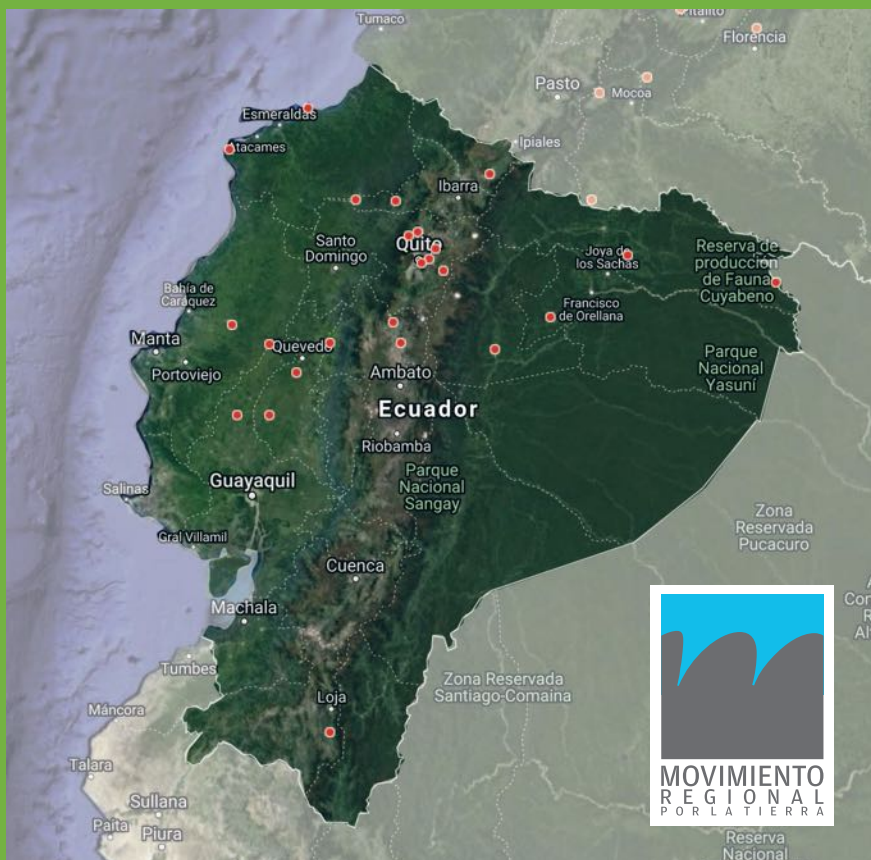 Italito
Tumaco
Florencia
Pasto
Mocoa
Esmeraldas
Atacames
Ipiales
Ibarra
Quito
Santo
Domingo
Joya de
los Sachas
Reserva de
producción
de Fauna
Cuyabeno
Bahía de
Caráquez
Francisco
de Orellana
Manta
Quevedo
Portoviejo
Parque
Nacional
Yasuní
Ambato
Ecuador
Riobamba
Parque
Nacional
Sangay
Guayaquil
Salinas
Zona
Reservada
Pucacuro
Gral Villamil
Cuenca
Machala
Tumbes
Zona Reservada
Santiago-Comaina
Loja
Máncora
Talara
Sullana
Paita
Piura
MOVIMIENTO
REGIONAL
POR LA TIERRA
Reserva
Nacional